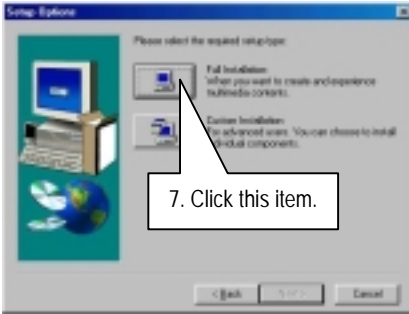 Setup Options
Please select the required setup type:
Full Installation
When you want to create and experience
multimedia contents.
Custom Installation
For advanced users. You can choose to install
individual components.
7. Click this item.
< Back
Next >
Cancel